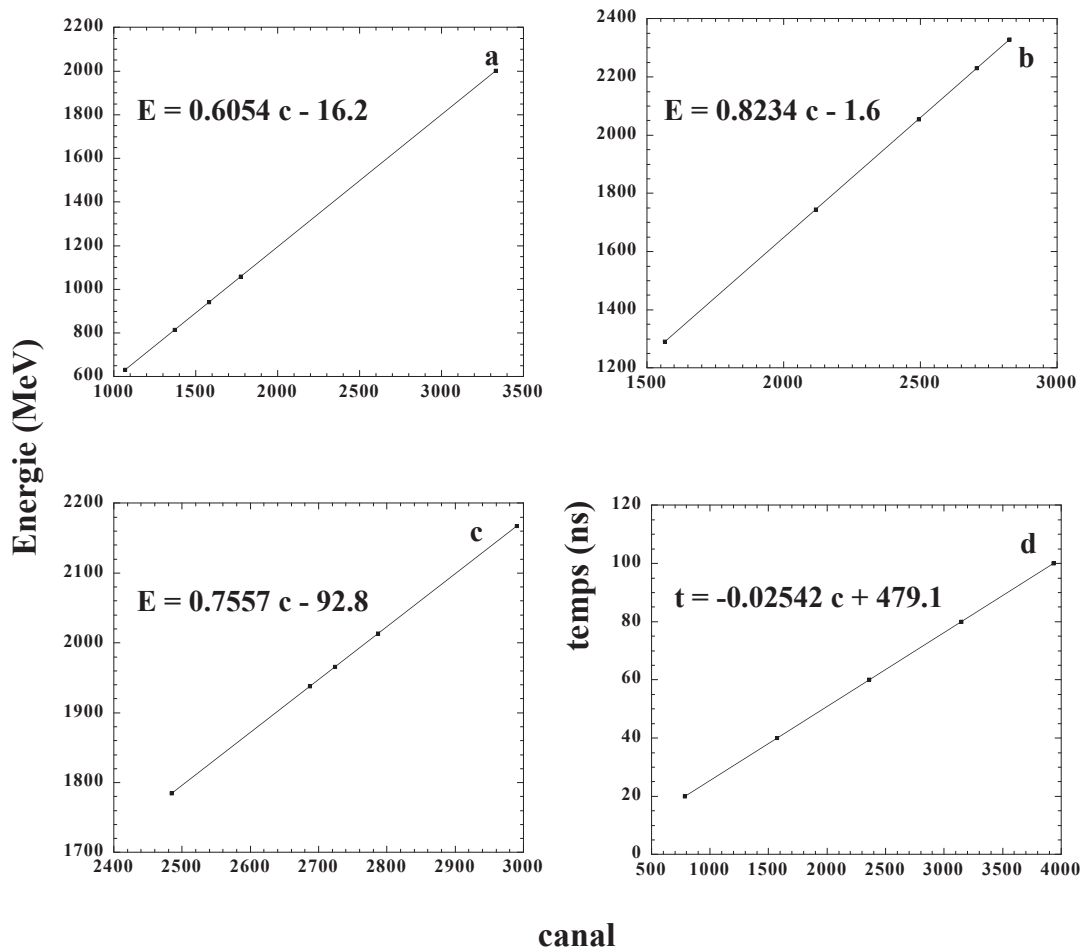 2200
2000
1800
1600
1400
1200
1000
800
600
1000 1500 2000 2500 3000 3500
a
E = 0.6054 c - 16.2
2400
2200
2000
1800
1600
1400
1200
1500 2000 2500 3000
b
E = 0.8234 c - 1.6
Energie (MeV)
2200
2100
2000
1900
1800
1700
2400 2500 2600 2700 2800 2900 3000
c
E = 0.7557 c - 92.8
temps (ns)
120
100
80
60
40
20
0
500 1000 1500 2000 2500 3000 3500 4000
d
t = -0.02542 c + 479.1
canal